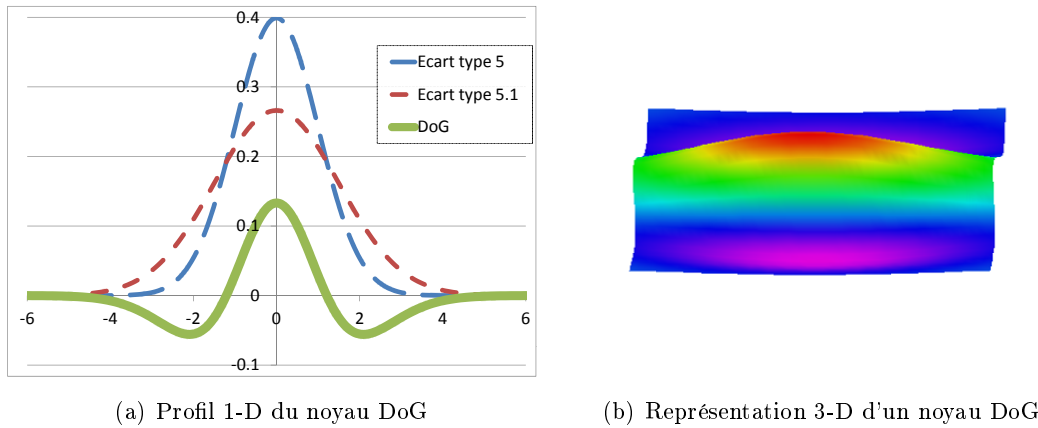 0.4
0.3
0.2
0.1
0
-0.1
-6
-4
-2
0
2
4
6
Ecart type 5
Ecart type 5.1
DoG
(a) Profil 1-D du noyau DoG
(b) Représentation 3-D d'un noyau DoG